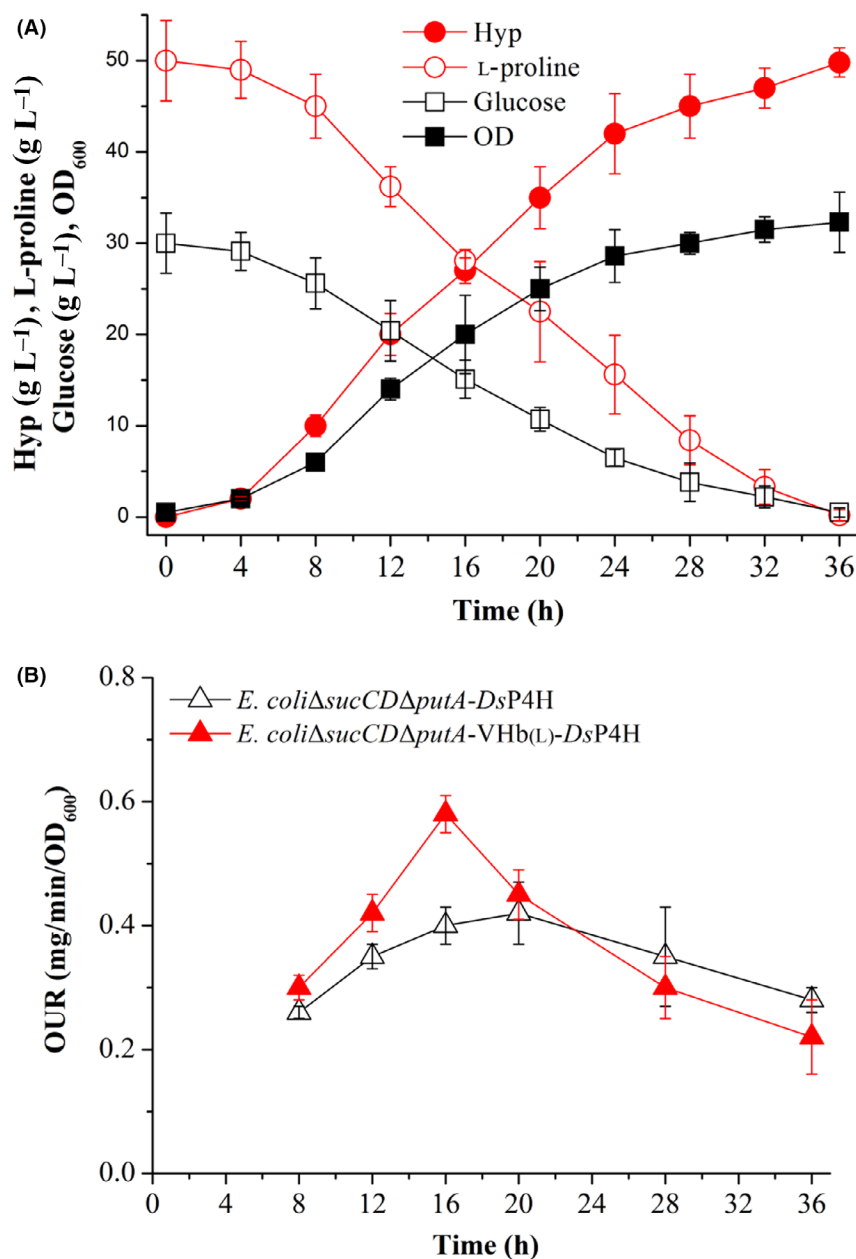 (A)
Hyp (g L⁻¹), L-proline (g L⁻¹)
Glucose (g L⁻¹), OD₆₀₀
Hyp
L-proline
Glucose
OD
50
40
30
20
10
0
0 4 8 12 16 20 24 28 32 36
Time (h)
(B)
OUR (mg/min/OD₆₀₀)
E. coliΔsucCDΔputA-DsP4H
E. coliΔsucCDΔputA-VHb(L)-DsP4H
0.8
0.6
0.4
0.2
0.0
0 4 8 12 16 20 24 28 32 36
Time (h)